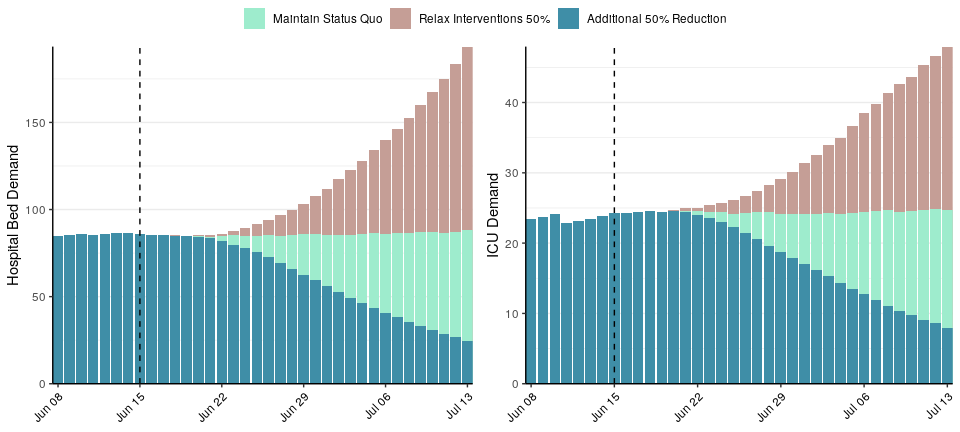 Maintain Status Quo Relax Interventions 50% Additional 50% Reduction
Hospital Bed Demand
150
100
50
0
Jun 08 Jun 15 Jun 22 Jun 29 Jul 06 Jul 13
ICU Demand
40
30
20
10
0
Jun 08 Jun 15 Jun 22 Jun 29 Jul 06 Jul 13